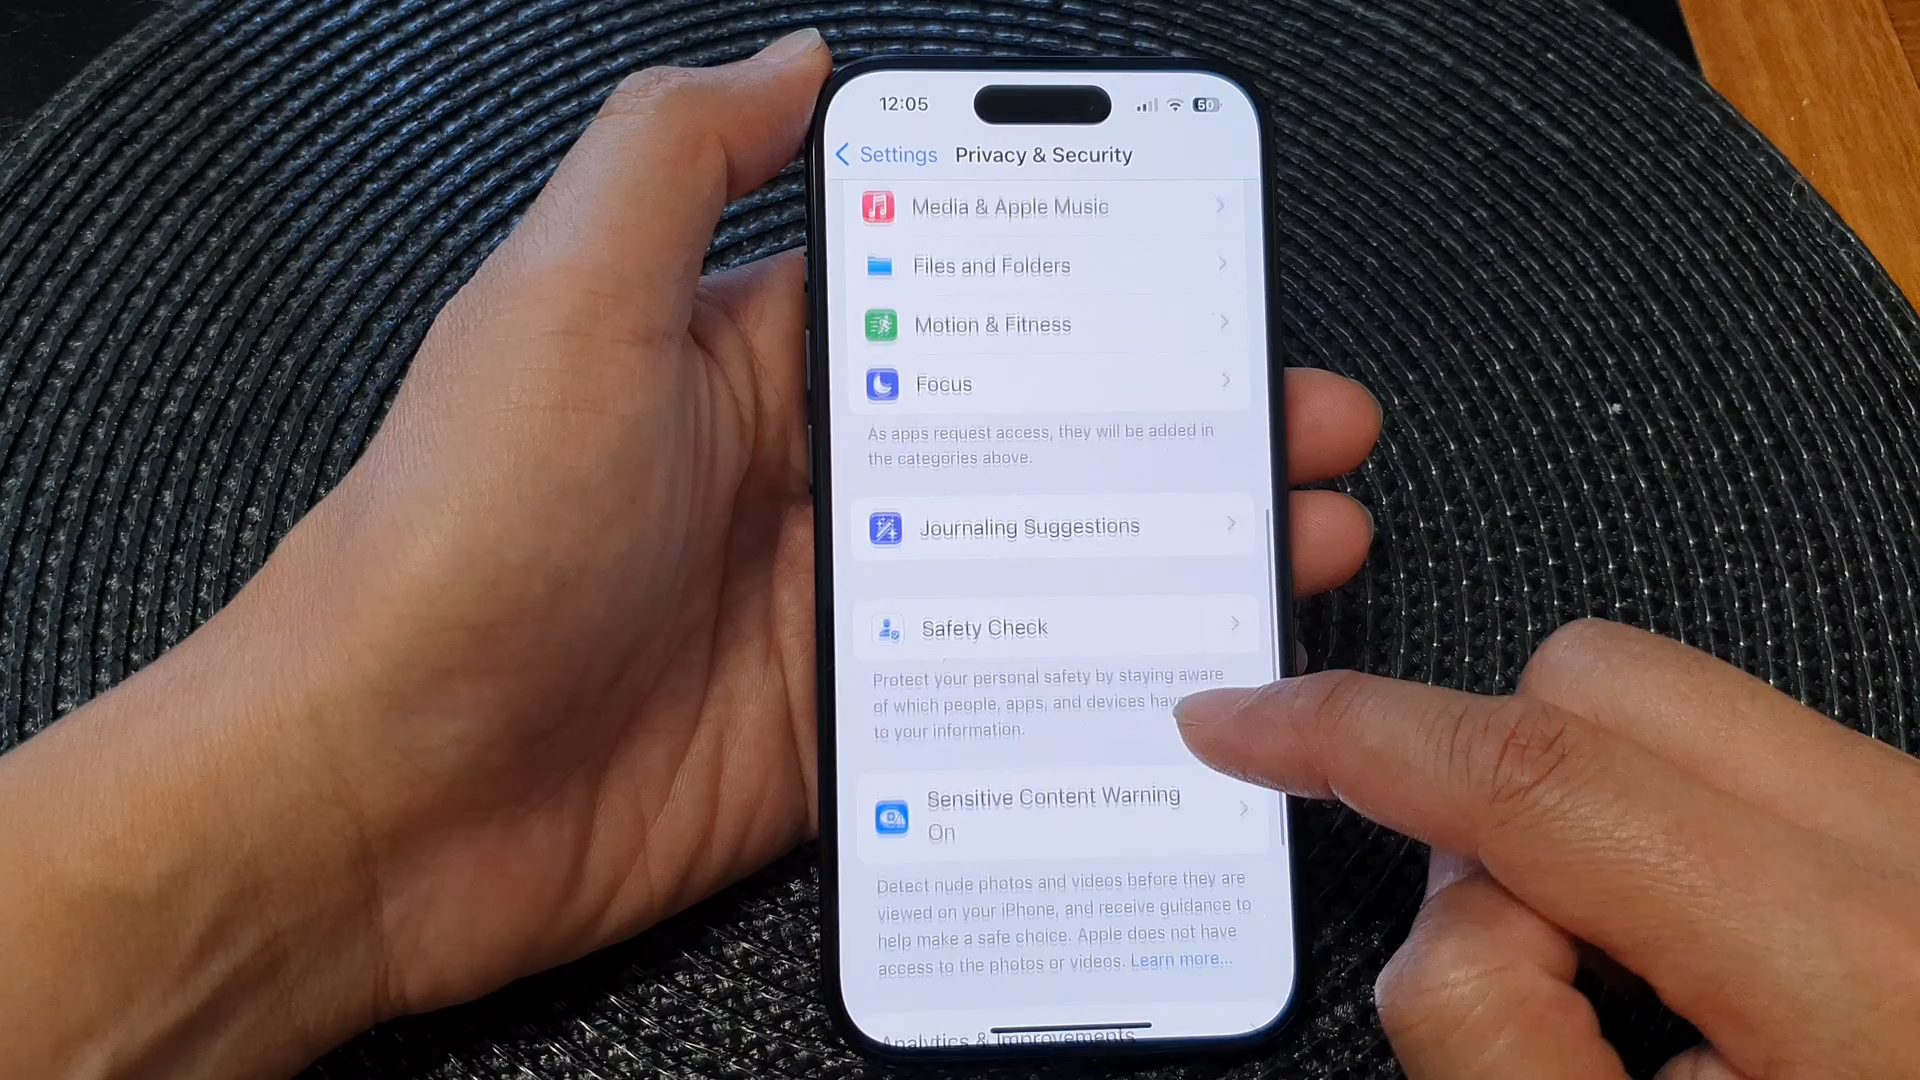 12:05
50
Settings Privacy & Security
Media & Apple Music
Files and Folders
Motion & Fitness
Focus
As apps request access, they will be added in
the categories above.
Journaling Suggestions
Safety Check
Protect your personal safety by staying aware
of which people, apps, and devices
to your information.
Sensitive Content Warning
On
Detect nude photos and videos before they are
viewed on your iPhone, and receive guidance to
help make a safe choice. Apple does not have
access to the photos or videos. Learn more...
Analytics & Improvements